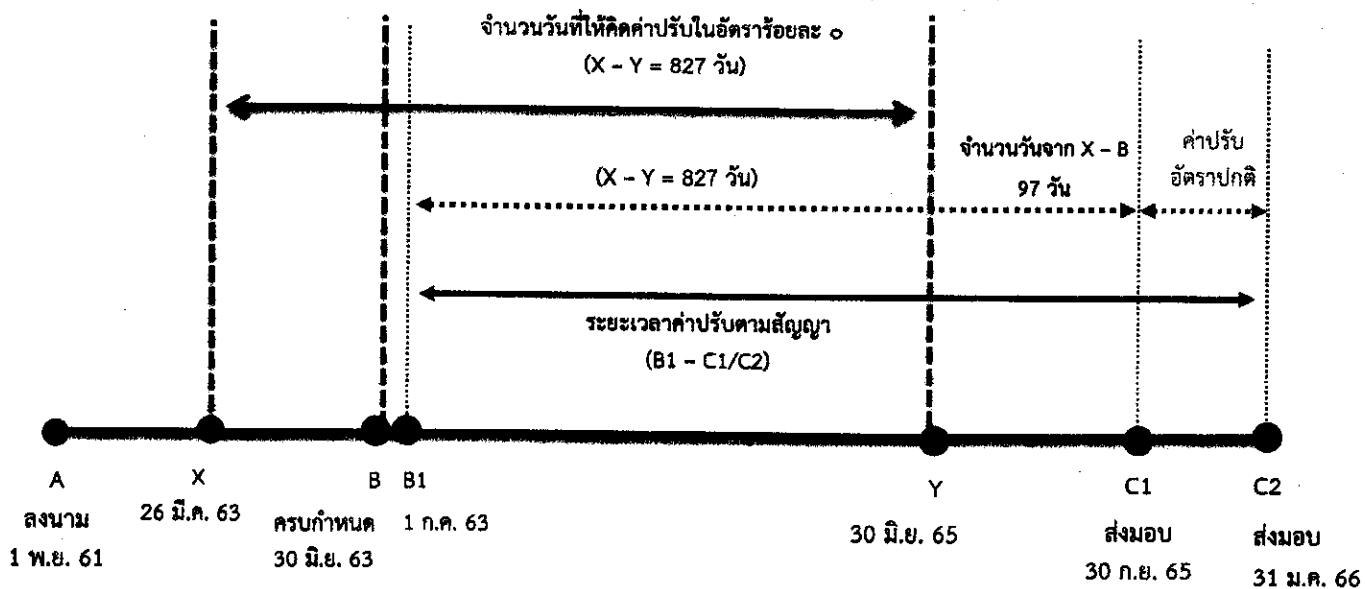 จำนวนวันที่ให้คิดค่าปรับในอัตราร้อยละ ๐
(X – Y = 827 วัน)
จำนวนวันจาก X – B
97 วัน
ค่าปรับ
อัตราปกติ
(X – Y = 827 วัน)
ระยะเวลาค่าปรับตามสัญญา
(B1 – C1/C2)
A
ลงนาม
1 พ.ย. 61
X
26 มี.ค. 63
B
ครบกำหนด
30 มิ.ย. 63
B1
1 ก.ค. 63
Y
30 มิ.ย. 65
C1
ส่งมอบ
30 ก.ย. 65
C2
ส่งมอบ
31 ม.ค. 66